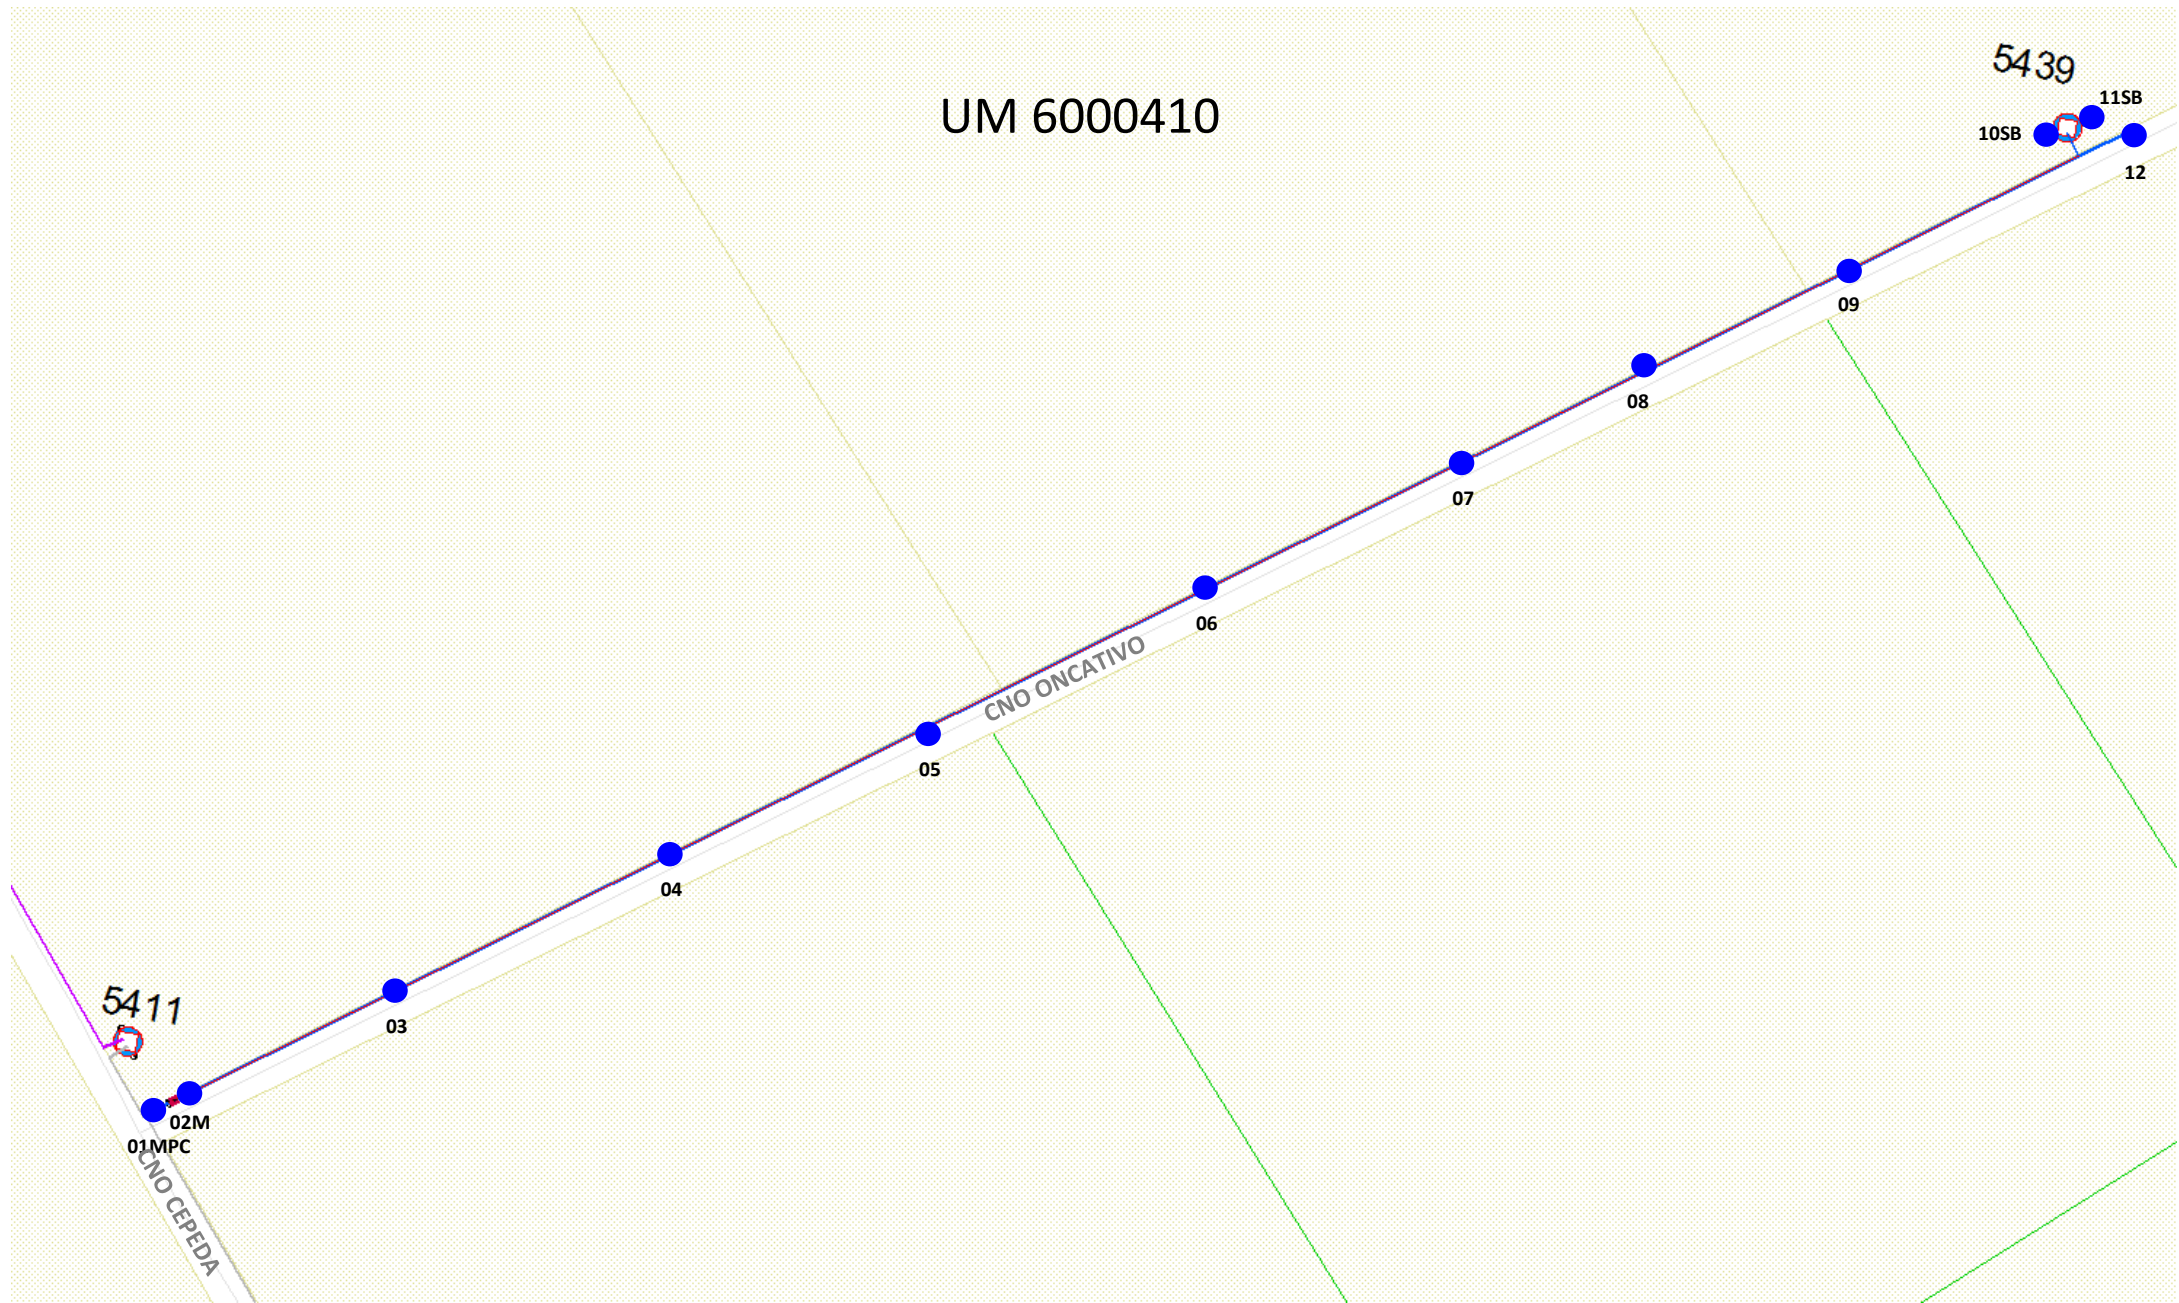 5439
11SB
UM 6000410
10SB
12
09
08
07
06
CNO ONCATIVO
05
04
5411
03
02M
01MPC
CNO CEPEDA